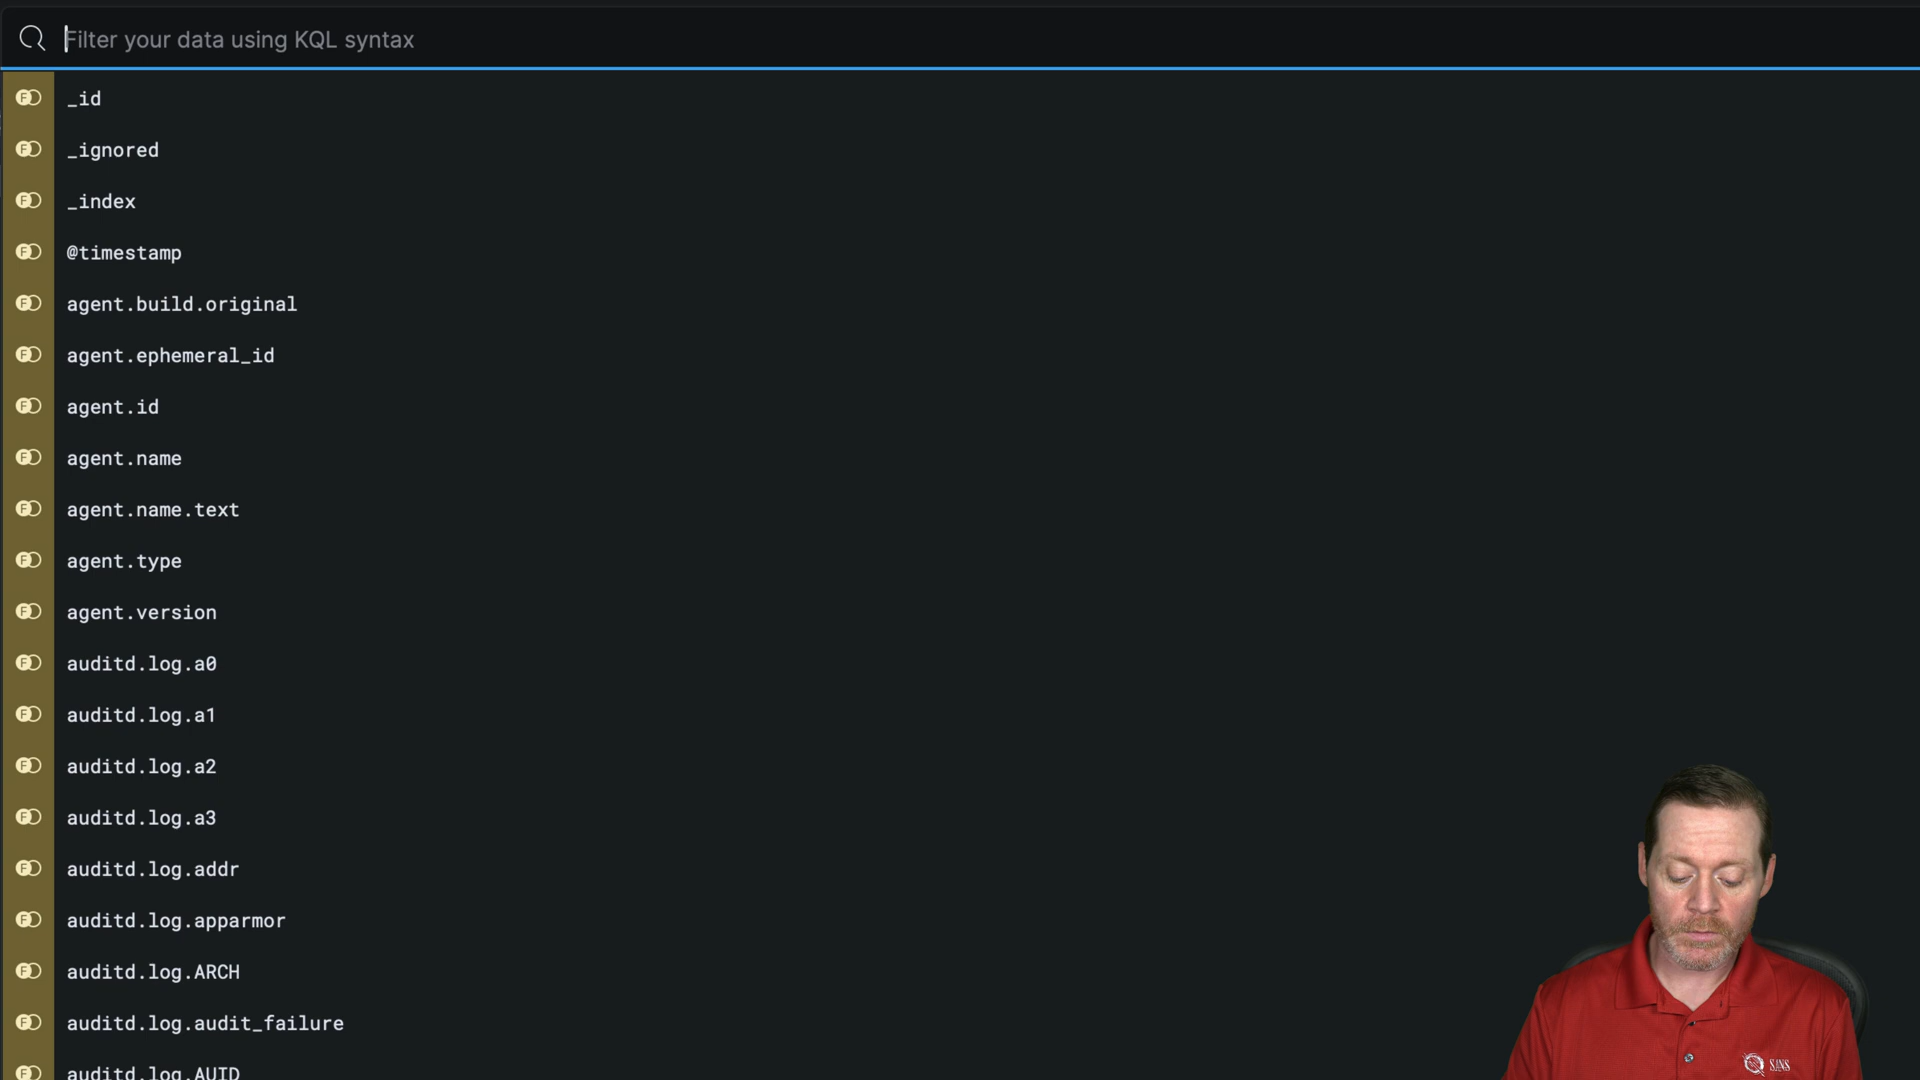 Filter your data using KQL syntax
_id
_ignored
_index
@timestamp
agent.build.original
agent.ephemeral_id
agent.id
agent.name
agent.name.text
agent.type
agent.version
auditd.log.a0
auditd.log.a1
auditd.log.a2
auditd.log.a3
auditd.log.addr
auditd.log.apparmor
auditd.log.ARCH
auditd.log.audit_failure
auditd.log.AUID
SANS